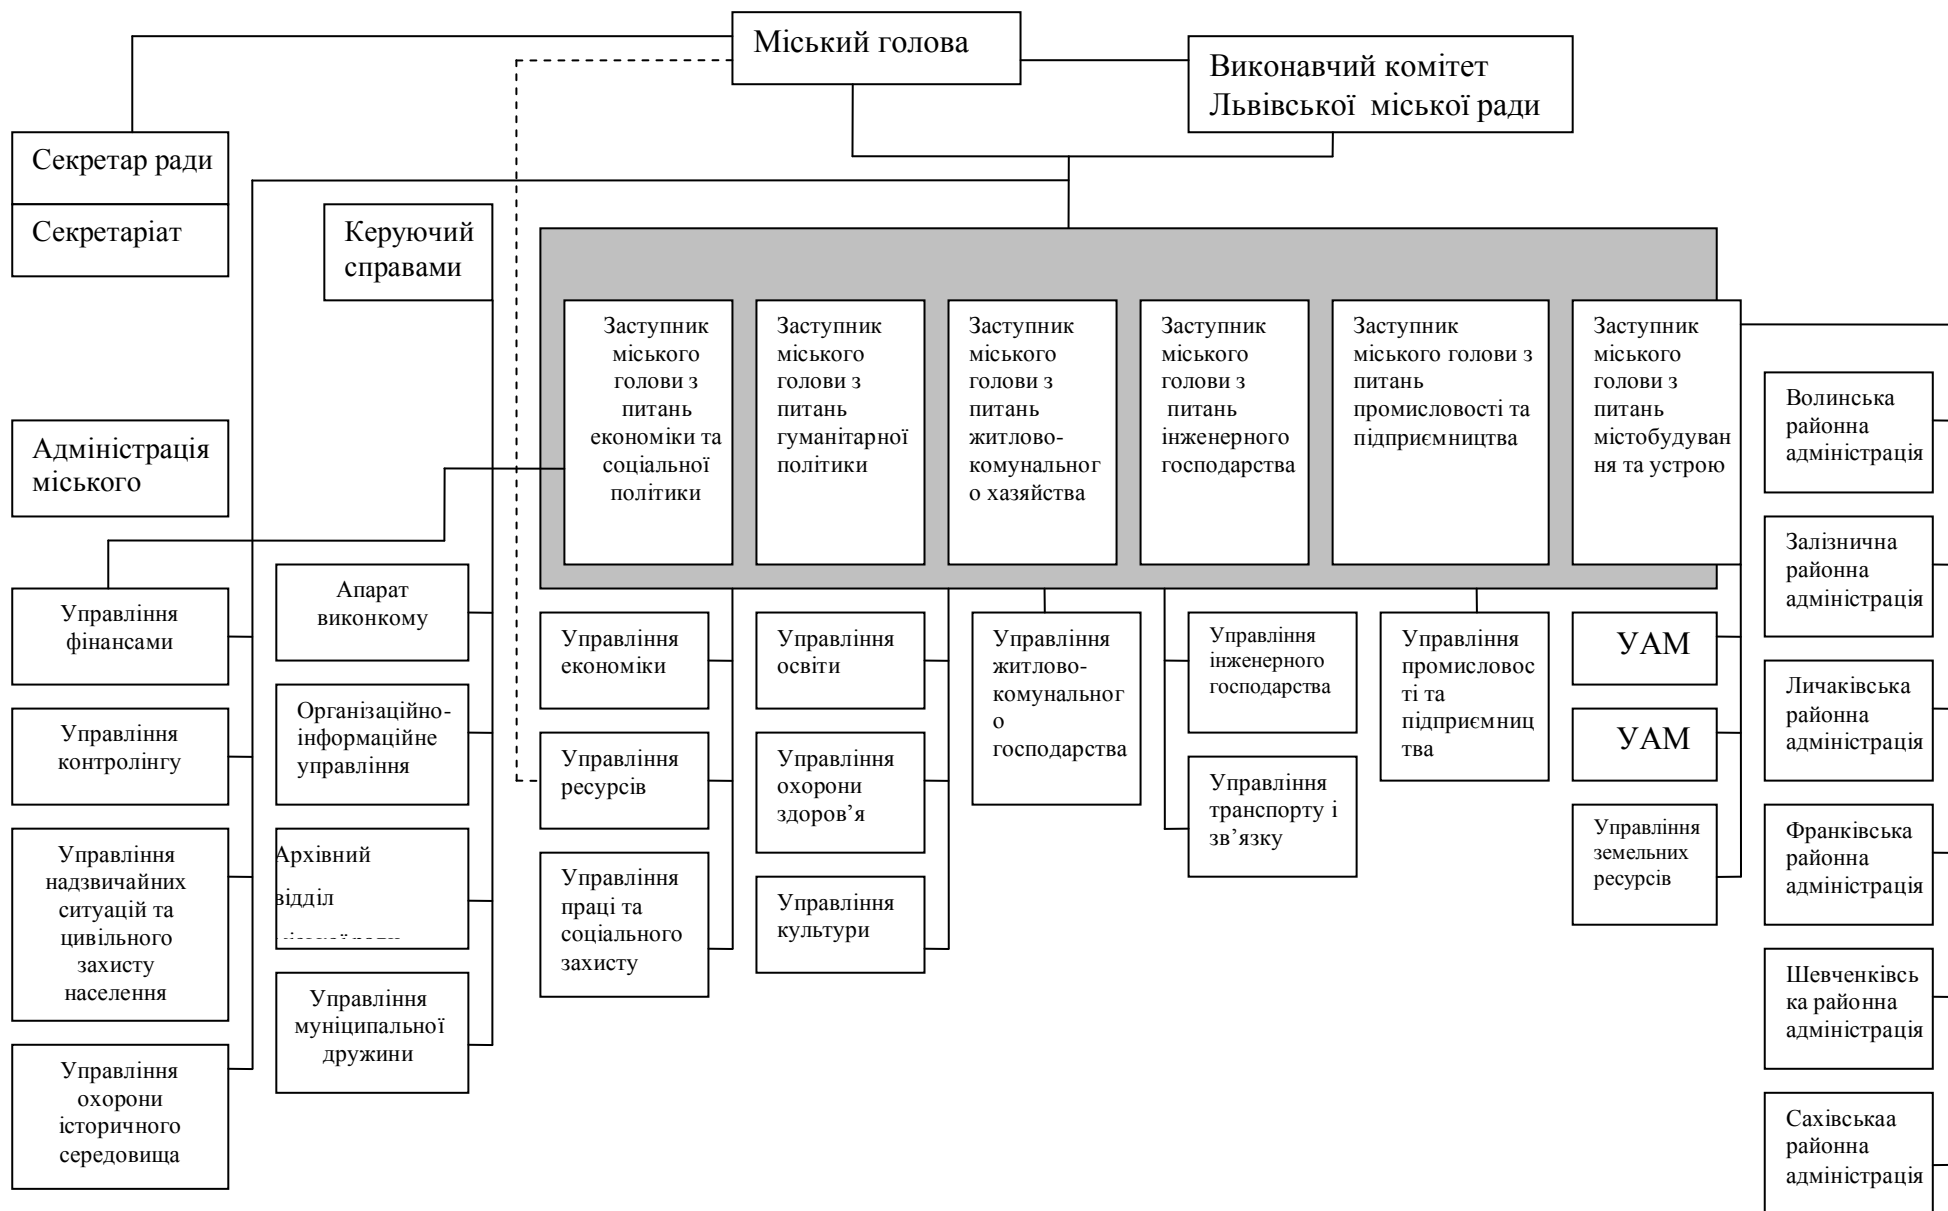 Міський голова
Виконавчий комітет
Львівської міської ради
Секретар ради
Секретаріат
Керуючий
справами
Адміністрація
міського
Заступник
міського
голови з
питань
економіки та
соціальної
політики
Заступник
міського
голови з
питань
гуманітарної
політики
Заступник
міського
голови з
питань
житлово-
комунальног
о хазяйства
Заступник
міського
голови з
питань
інженерного
господарства
Заступник
міського голови з
питань
промисловості та
підприємництва
Заступник
міського
голови з
питань
містобудуван
ня та устрою
Волинська
районна
адміністрація
Залізнична
районна
адміністрація
Личаківська
районна
адміністрація
Франківська
районна
адміністрація
Шевченківсь
ка районна
адміністрація
Сахівськаа
районна
адміністрація
Управління
фінансами
Управління
контролінгу
Управління
надзвичайних
ситуацій та
цивільного
захисту
населення
Управління
охорони
історичного
середовища
Апарат
виконкому
Організаційно-
інформаційне
управління
Архівний
відділ
Управління
муніципальної
дружини
Управління
економіки
Управління
ресурсів
Управління
праці та
соціального
захисту
Управління
освіти
Управління
охорони
здоров’я
Управління
культури
Управління
житлово-
комунальног
о
господарства
Управління
інженерного
господарства
Управління
транспорту і
зв’язку
Управління
промисловос
ті та
підприємниц
тва
УАМ
УАМ
Управління
земельних
ресурсів